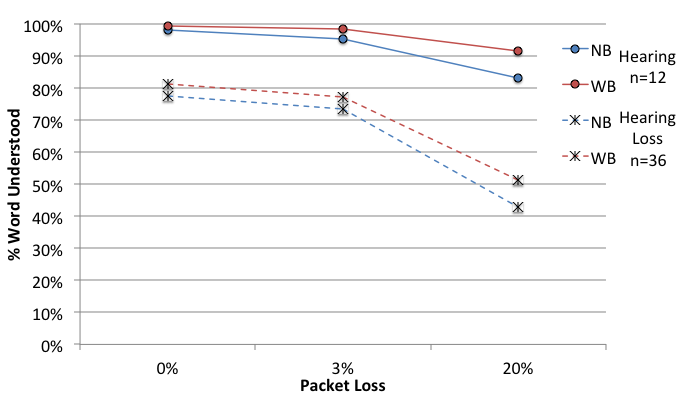 100%
90%
80%
70%
60%
50%
40%
30%
20%
10%
0%
% Word Understood
0%
3%
20%
Packet Loss
NB
WB
Hearing
n=12
NB
WB
Hearing
Loss
n=36